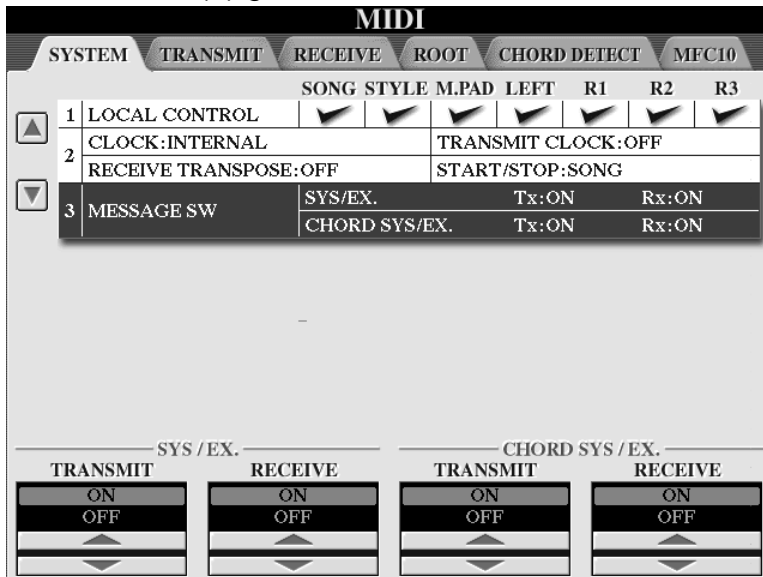 MIDI
SYSTEM TRANSMIT RECEIVE ROOT CHORD DETECT MFC10
SONG STYLE M.PAD LEFT R1 R2 R3
1 LOCAL CONTROL
2 CLOCK:INTERNAL TRANSMIT CLOCK:OFF
RECEIVE TRANSPOSE:OFF START/STOP:SONG
3 MESSAGE SW SYS/EX. Tx:ON Rx:ON
CHORD SYS/EX. Tx:ON Rx:ON
SYS / EX. CHORD SYS / EX.
TRANSMIT RECEIVE TRANSMIT RECEIVE
ON ON ON ON
OFF OFF OFF OFF